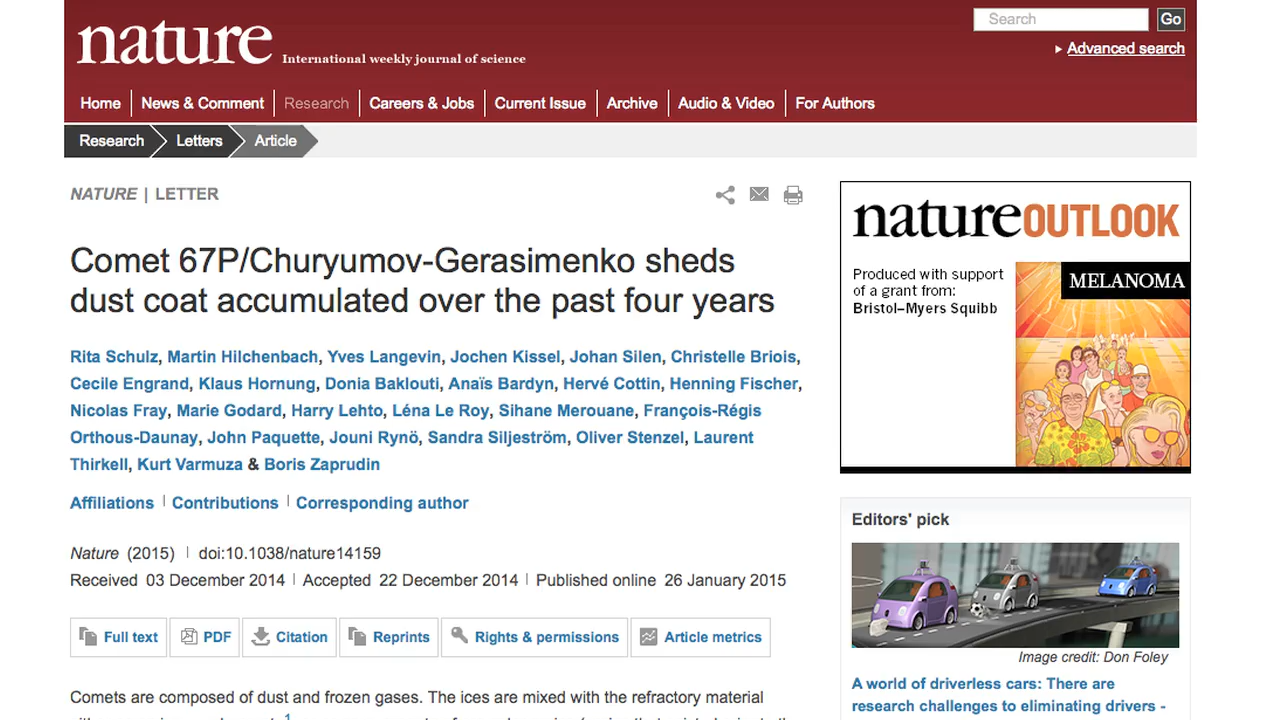 nature International weekly journal of science
Search Go
Advanced search
Home News & Comment Research Careers & Jobs Current Issue Archive Audio & Video For Authors
Research Letters Article
NATURE | LETTER
Comet 67P/Churyumov-Gerasimenko sheds
dust coat accumulated over the past four years
Rita Schulz, Martin Hilchenbach, Yves Langevin, Jochen Kissel, Johan Silen, Christelle Briois,
Cecile Engrand, Klaus Hornung, Donia Baklouti, Anaïs Bardyn, Hervé Cottin, Henning Fischer,
Nicolas Fray, Marie Godard, Harry Lehto, Léna Le Roy, Sihane Merouane, François-Régis
Orthous-Daunay, John Paquette, Jouni Rynö, Sandra Siljeström, Oliver Stenzel, Laurent
Thirkell, Kurt Varmuza & Boris Zaprudin
Affiliations | Contributions | Corresponding author
Nature (2015) | doi:10.1038/nature14159
Received 03 December 2014 | Accepted 22 December 2014 | Published online 26 January 2015
Full text PDF Citation Reprints Rights & permissions Article metrics
Comets are composed of dust and frozen gases. The ices are mixed with the refractory material
nature OUTLOOK
Produced with support
of a grant from:
Bristol–Myers Squibb
MELANOMA
Editors' pick
Image credit: Don Foley
A world of driverless cars: There are
research challenges to eliminating drivers -